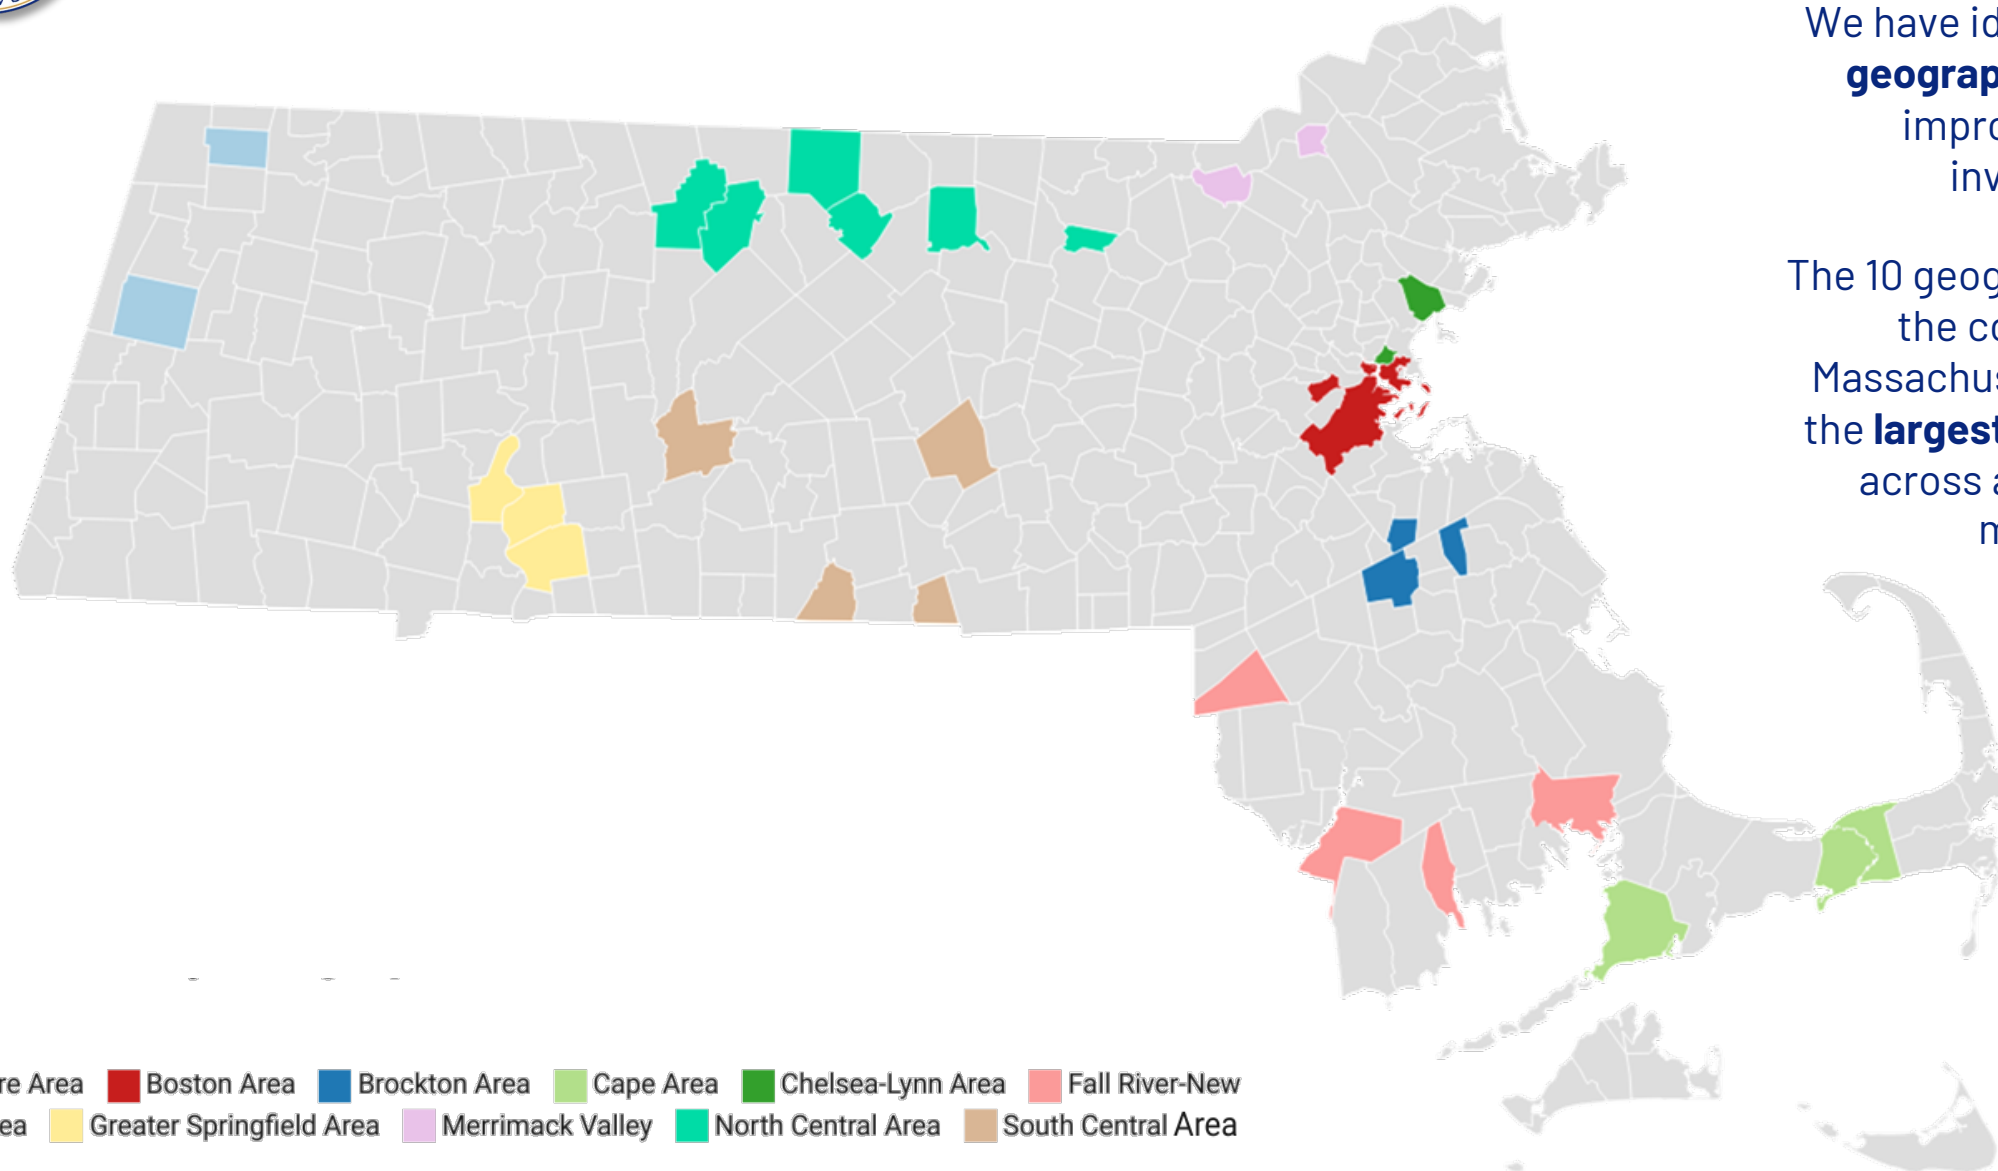 We have
geograp
impro
inv
The 10 geog
the co
Massachus
the largest
across a
m
re Area
Boston Area
Brockton Area
Cape Area
Chelsea-Lynn Area
Fall River-New
ea
Greater Springfield Area
Merrimack Valley
North Central Area
South Central Area